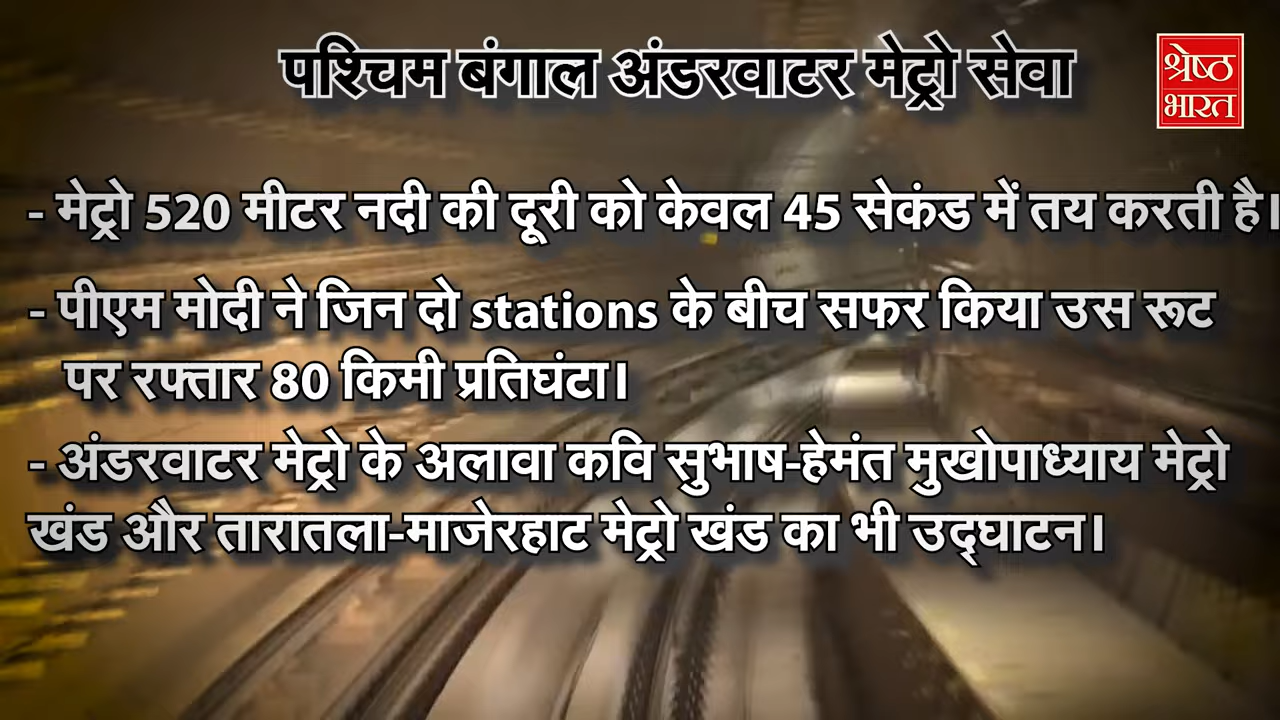 पश्चिम बंगाल अंडरवाटर मेट्रो सेवा
श्रेष्ठ
भारत
- मेट्रो 520 मीटर नदी की दूरी को केवल 45 सेकंड में तय करती है।
- पीएम मोदी ने जिन दो stations के बीच सफर किया उस रूट
पर रफ्तार 80 किमी प्रतिघंटा।
- अंडरवाटर मेट्रो के अलावा कवि सुभाष-हेमंत मुखोपाध्याय मेट्रो
खंड और तारातला-माजेरहाट मेट्रो खंड का भी उद्घाटन।